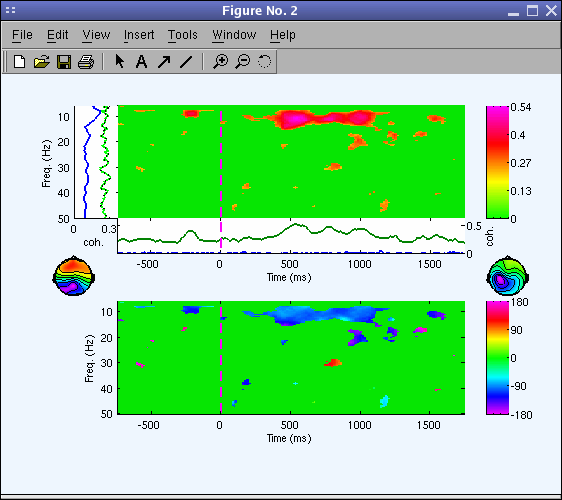 Figure No. 2
File Edit View Insert Tools Window Help
10
20
30
40
50
Freq. (Hz)
0 0.3
coh.
0.54
0.4
0.27
0.13
0
0.5
0
coh.
-500 0 500 1000 1500
Time (ms)
10
20
30
40
50
Freq. (Hz)
180
90
0
-90
-180
-500 0 500 1000 1500
Time (ms)